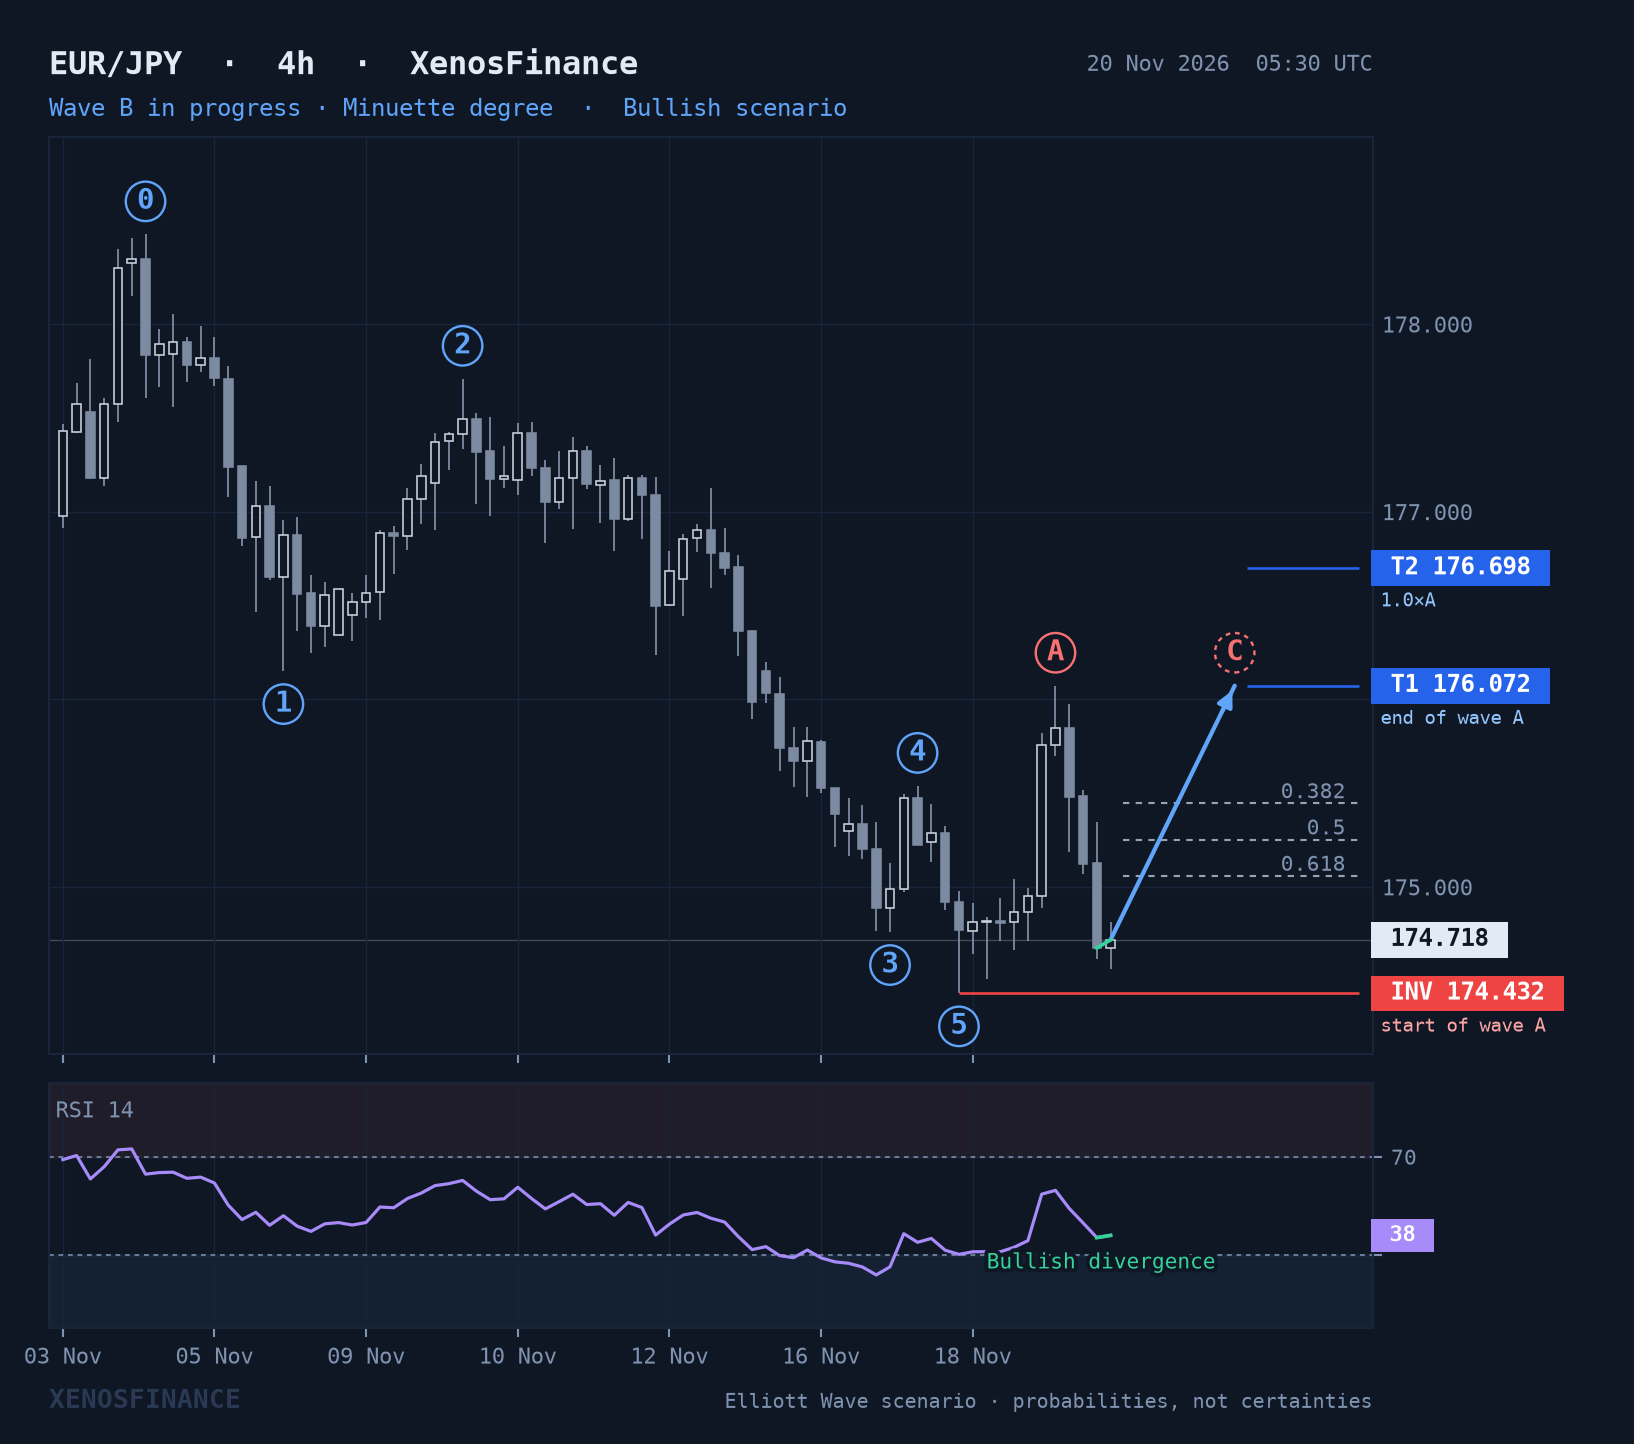 EUR/JPY · 4h · XenosFinance
20 Nov 2026 05:30 UTC
Wave B in progress · Minuette degree · Bullish scenario
0
2
178.000
177.000
T2 176.698
1.0×A
A
C
T1 176.072
end of wave A
1
4
0.382
0.5
0.618
175.000
174.718
3
INV 174.432
5
start of wave A
RSI 14
70
38
Bullish divergence
03 Nov
05 Nov
09 Nov
10 Nov
12 Nov
16 Nov
18 Nov
XENOSFINANCE
Elliott Wave scenario · probabilities, not certainties